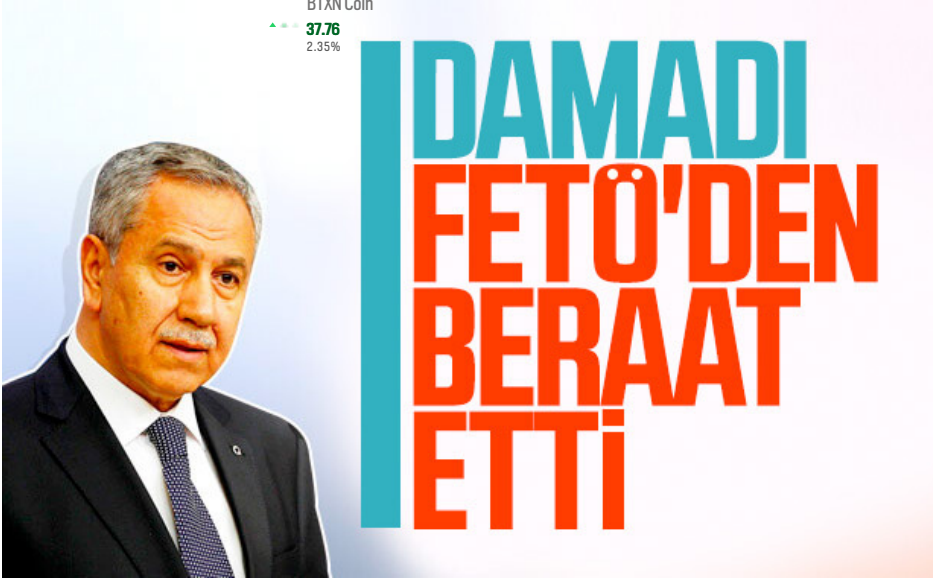 BTXN Coin
37.76
2.35%
DAMADI
FETÖ'DEN
BERAAT
ETTİ